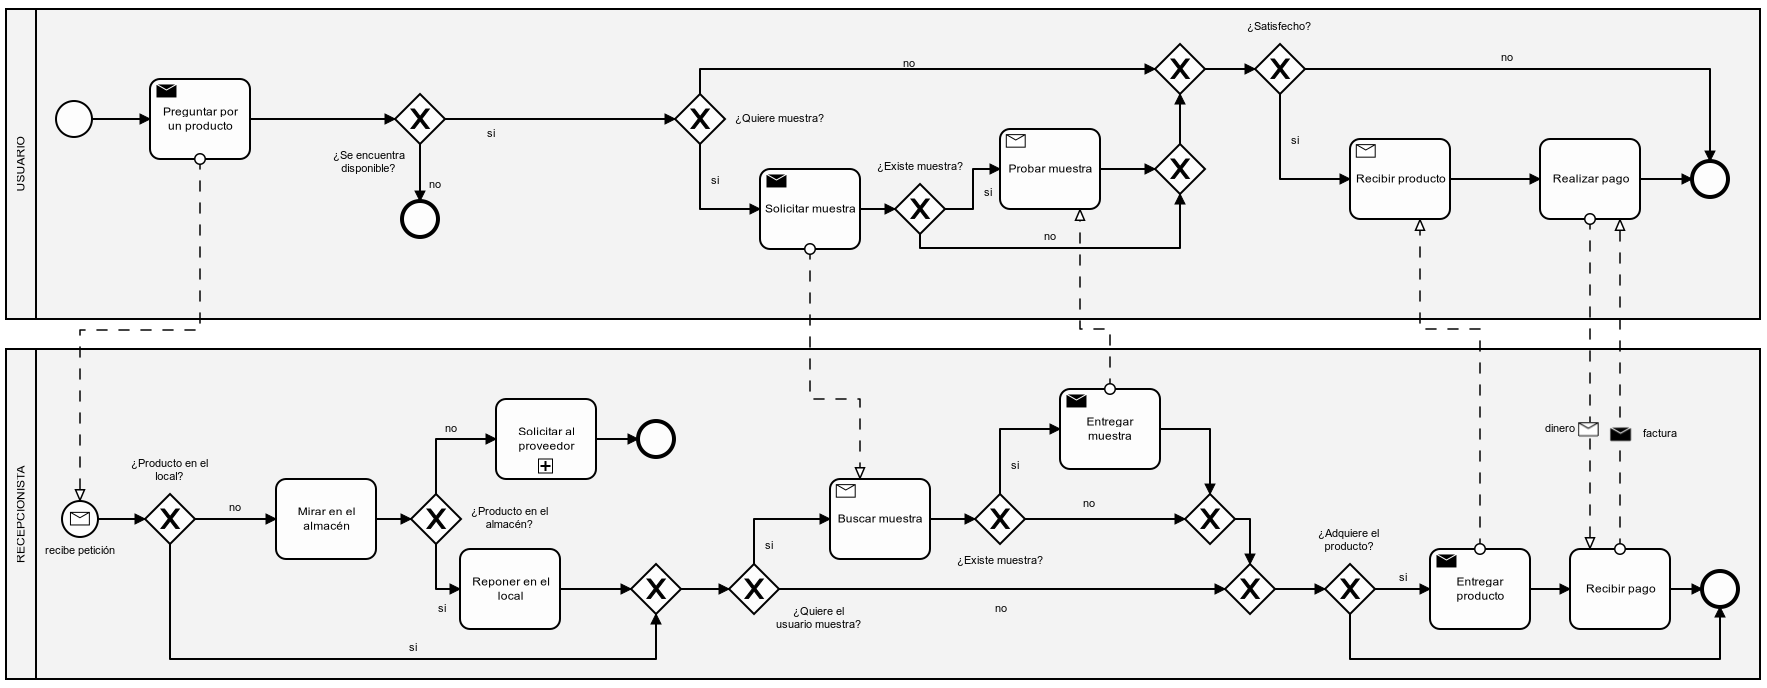 USUARIO
Preguntar por
un producto
¿Se encuentra
disponible?
si
no
¿Quiere muestra?
no
si
Solicitar muestra
¿Existe muestra?
si
no
Probar muestra
¿Satisfecho?
no
si
Recibir producto
Realizar pago
RECEPCIONISTA
recibe petición
¿Producto en el
local?
no
si
Mirar en el
almacén
¿Producto en el
almacén?
no
si
Solicitar al
proveedor
Reponer en el
local
¿Quiere el
usuario muestra?
si
no
Buscar muestra
¿Existe muestra?
si
no
Entregar
muestra
¿Adquiere el
producto?
si
Entregar
producto
dinero
factura
Recibir pago